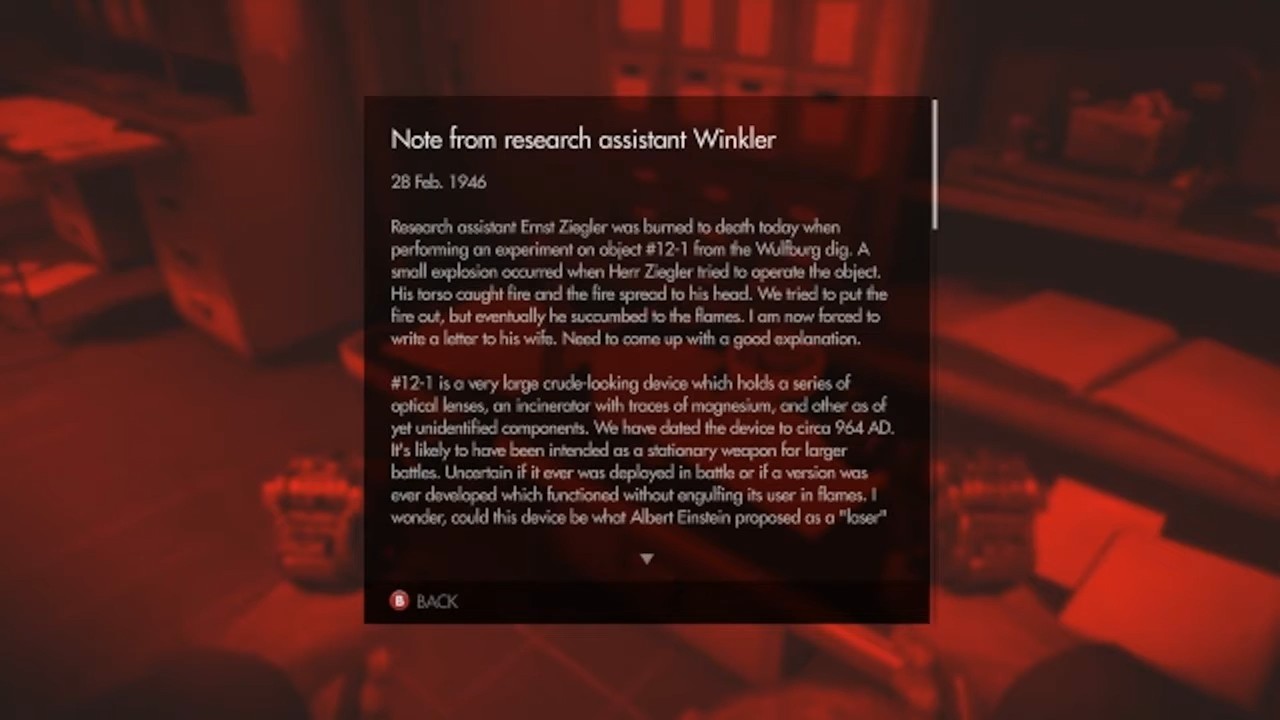 Note from research assistant Winkler
28 Feb. 1946
Research assistant Ernst Ziegler was burned to death today when
performing an experiment on object #12-1 from the Wulfburg dig. A
small explosion occurred when Herr Ziegler tried to operate the object.
His torso caught fire and the fire spread to his head. We tried to put the
fire out, but eventually he succumbed to the flames. I am now forced to
write a letter to his wife. Need to come up with a good explanation.
#12-1 is a very large crude-looking device which holds a series of
optical lenses, an incinerator with traces of magnesium, and other as of
yet unidentified components. We have dated the device to circa 964 AD.
It's likely to have been intended as a stationary weapon for larger
battles. Uncertain if it ever was deployed in battle or if a version was
ever developed which functioned without engulfing its user in flames. I
wonder, could this device be what Albert Einstein proposed as a "laser"
B BACK